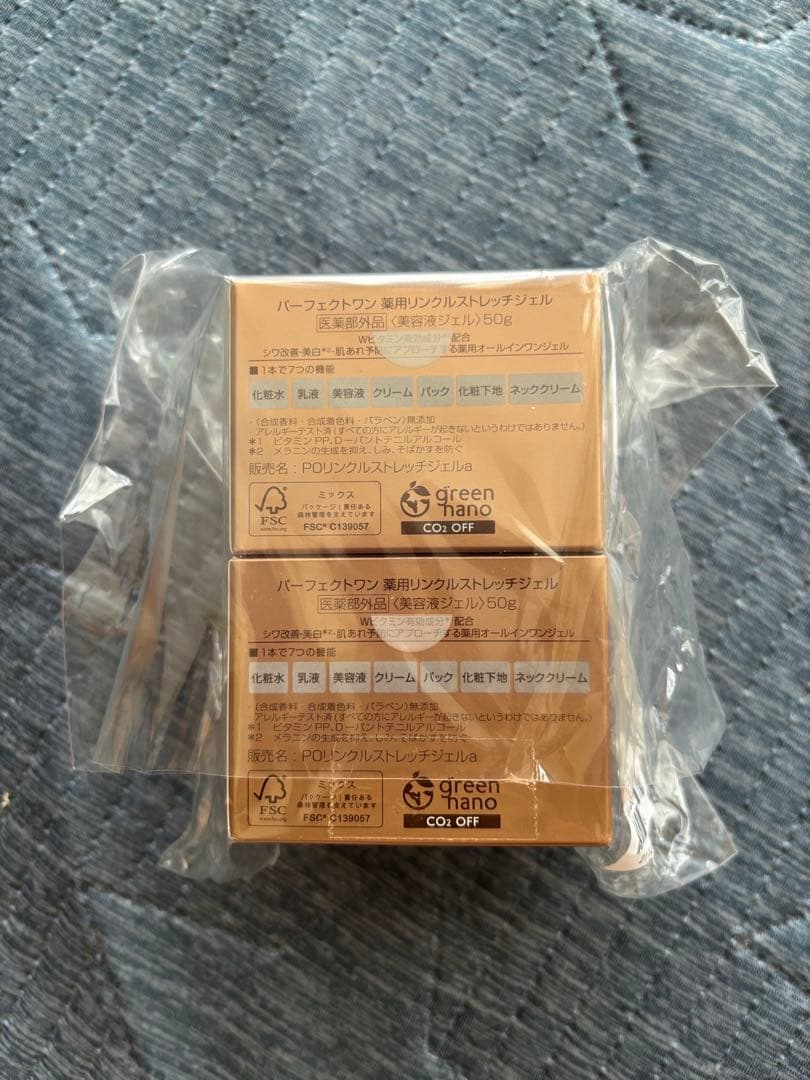 パーフェクトワン 薬用リンクルストレッチジェル
医薬部外品〈美容液ジェル〉50g
Wビタミン有効成分*¹配合
シワ改善・美白*²・肌あれ予防にアプローチする薬用オールインワンジェル
■1本で7つの機能
化粧水 乳液 美容液 クリーム パック 化粧下地 ネッククリーム
・(合成香料・合成着色料・パラベン)無添加
・アレルギーテスト済(すべての方にアレルギーが起きないというわけではありません。)
*1 ビタミンPP、D-パントテニルアルコール
*2 メラニンの生成を抑え、しみ、そばかすを防ぐ
販売名:POリンクルストレッチジェルa
FSC
www.fsc.org
ミックス
パッケージ|責任ある
森林管理を支えています
FSC® C139057
green
nano
CO₂ OFF
パーフェクトワン 薬用リンクルストレッチジェル
医薬部外品〈美容液ジェル〉50g
Wビタミン有効成分*¹配合
シワ改善・美白*²・肌あれ予防にアプローチする薬用オールインワンジェル
■1本で7つの機能
化粧水 乳液 美容液 クリーム パック 化粧下地 ネッククリーム
・(合成香料・合成着色料・パラベン)無添加
・アレルギーテスト済(すべての方にアレルギーが起きないというわけではありません。)
*1 ビタミンPP、D-パントテニルアルコール
*2 メラニンの生成を抑え、しみ、そばかすを防ぐ
販売名:POリンクルストレッチジェルa
FSC
www.fsc.org
ミックス
パッケージ|責任ある
森林管理を支えています
FSC® C139057
green
nano
CO₂ OFF